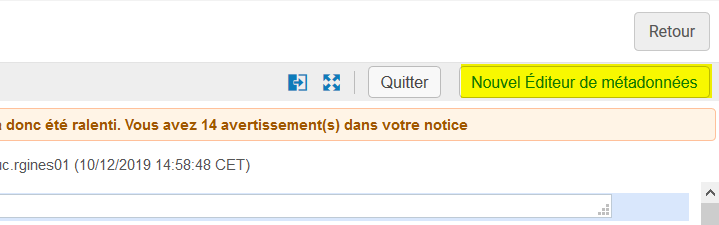 Retour
Quitter
Nouvel Éditeur de métadonnées
donc été ralenti. Vous avez 14 avertissement(s) dans votre notice
uc.rgines01 (10/12/2019 14:58:48 CET)